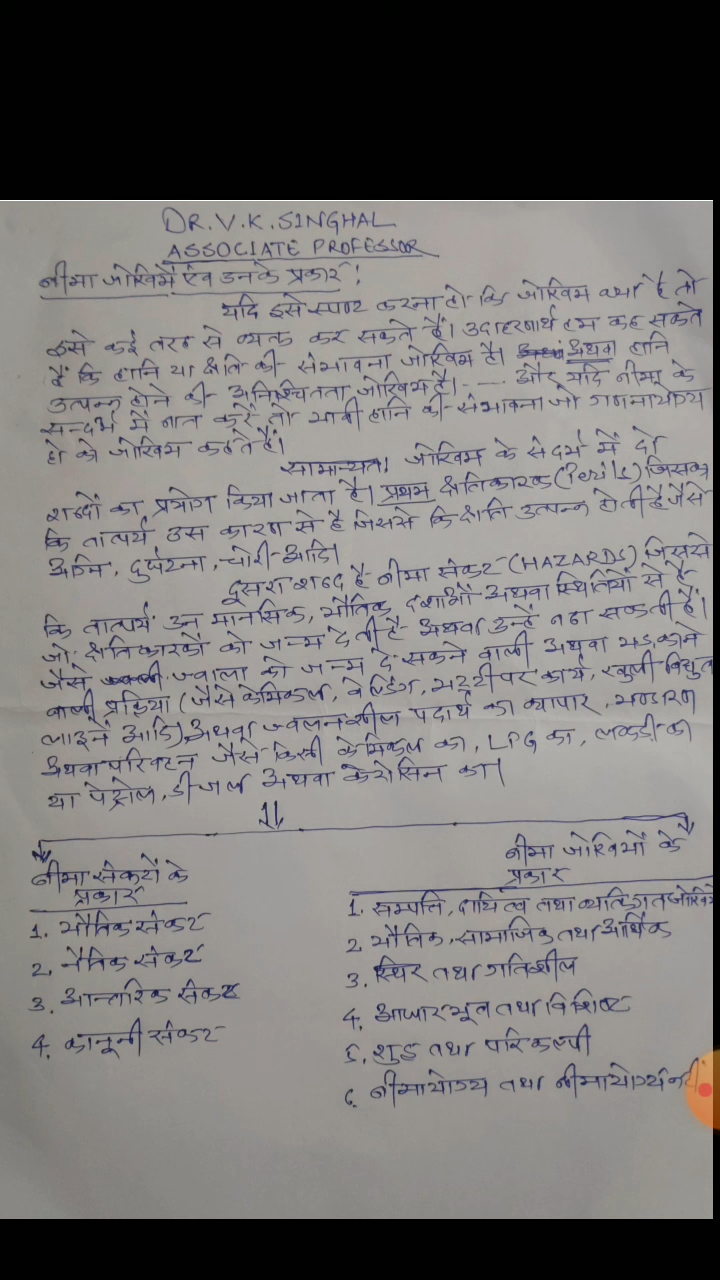 DR. V. K. SINGHAL
ASSOCIATE PROFESSOR
बीमा जोखिमें एंव उनके प्रकार!
यदि इसे स्पष्ट करना हो कि जोखिम क्या है तो
इसे कई तरह से व्यक्त कर सकते हैं। उदाहरणार्थ हम कह सकते
हैं कि हानि या क्षति की संभावना जोखिम है। अथवा हानि
उत्पन्न होने की अनिश्चितता जोखिम है। --- और यदि बीमा के
सन्दर्भ में बात करें तो भावी हानि की संभावना जो गणनायोग्य
हो को जोखिम कहते हैं।
सामान्यतः जोखिम के संदर्भ में दो
शब्दों का प्रयोग किया जाता है। प्रथम क्षतिकारक (Perils) जिसका
कि तात्पर्य उस कारण से है जिससे कि क्षति उत्पन्न होती है जैसे
अग्नि, दुर्घटना, चोरी आदि।
दूसरा शब्द है बीमा संकट (HAZARDS) जिससे
कि तात्पर्य उन मानसिक, भौतिक दशाओं अथवा स्थितियों से है
जो क्षतिकारकों को जन्म देती है अथवा उन्हें बढा सकती है।
जैसे ज्वाला को जन्म दे सकने वाली अथवा भड़काने
वाली प्रक्रिया (जैसे केमिकल, वेल्डिंग, भट्टी पर कार्य, खुली विद्युत
लाइनें आदि) अथवा ज्वलनशील पदार्थ का व्यापार, भण्डारण
अथवा परिवहन जैसे किसी केमिकल का, LPG का, लकडी का
या पेट्रोल, डीजल अथवा केरोसिन का।
बीमा संकटों के
प्रकार
1. भौतिक संकट
2. नैतिक संकट
3. आन्तरिक संकट
4. कानूनी संकट
बीमा जोखिमों के
प्रकार
1. सम्पत्ति, दायित्व तथा व्यक्तिगत जोखिमें
2. भौतिक, सामाजिक तथा आर्थिक
3. स्थिर तथा गतिशील
4. आधारभूत तथा विशिष्ट
5. शुद्ध तथा परिकल्पी
6. बीमायोग्य तथा बीमायोग्य नहीं